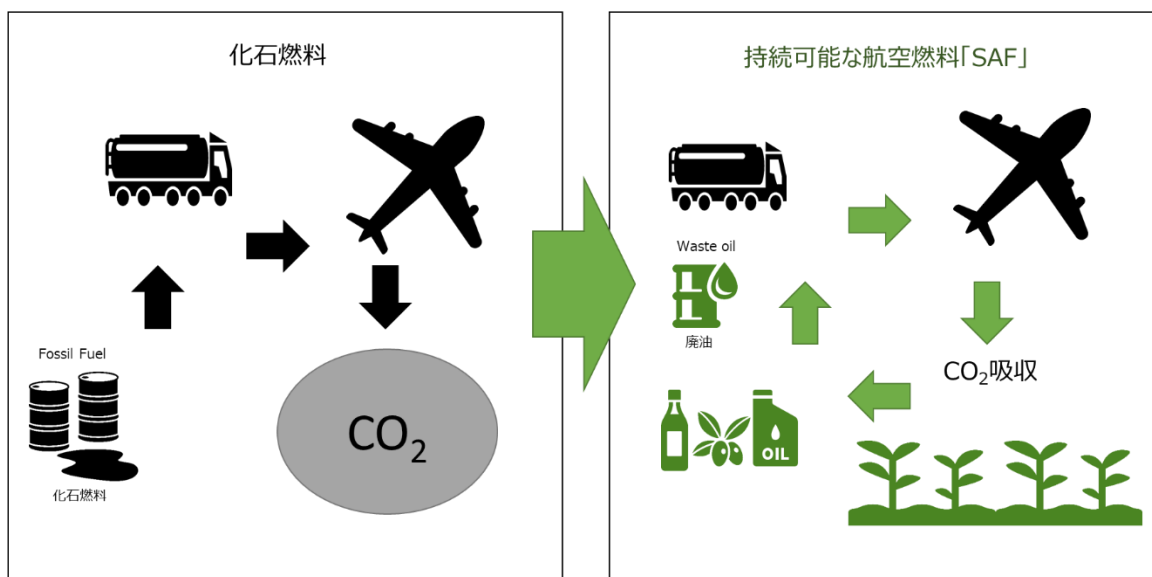 化石燃料
Fossil Fuel
化石燃料
CO₂
持続可能な航空燃料「SAF」
Waste oil
廃油
OIL
CO₂吸収